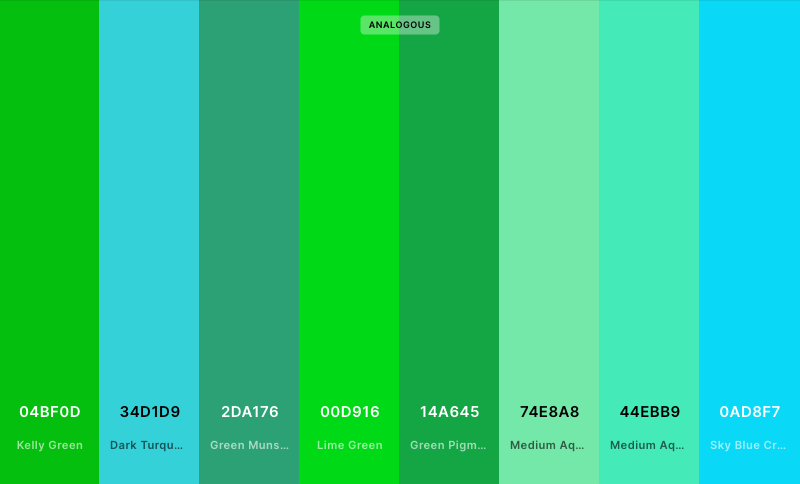 ANALOGOUS
04BF0D
34D1D9
2DA176
00D916
14A645
74E8A8
44EBB9
0AD8F7
Kelly Green
Dark Turqu...
Green Muns...
Lime Green
Green Pigm...
Medium Aq...
Medium Aq...
Sky Blue Cr...